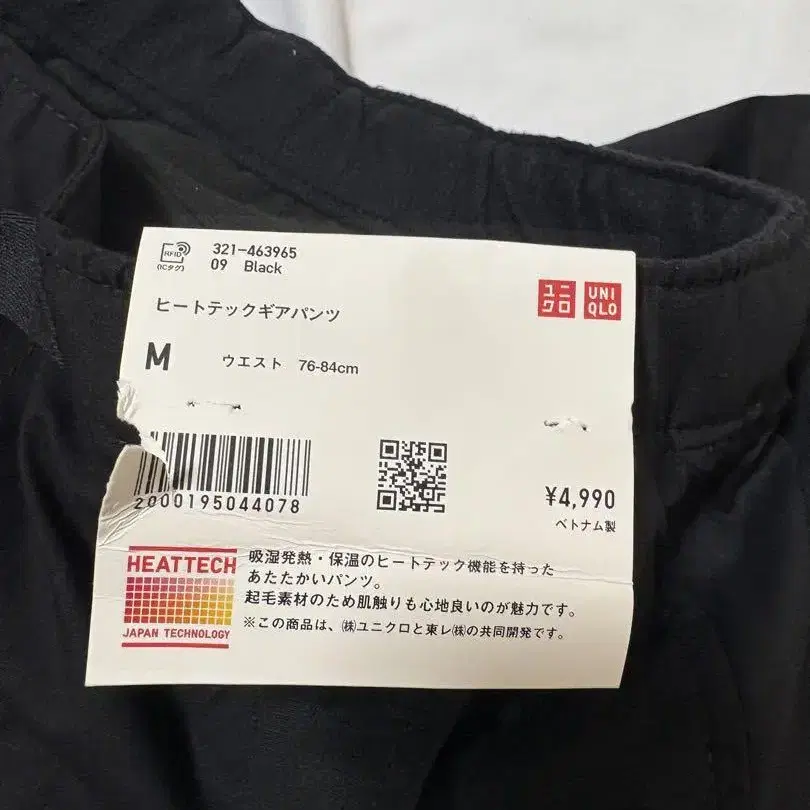 RFID
(ICタグ)
321-463965
09 Black
ユニクロ
UNIQLO
ヒートテックギアパンツ
M ウエスト 76-84cm
2000195044078
¥4,990
ベトナム製
HEATTECH
JAPAN TECHNOLOGY
吸湿発熱・保温のヒートテック機能を持った
あたたかいパンツ。
起毛素材のため肌触りも心地良いのが魅力です。
※この商品は、㈱ユニクロと東レ㈱の共同開発です。